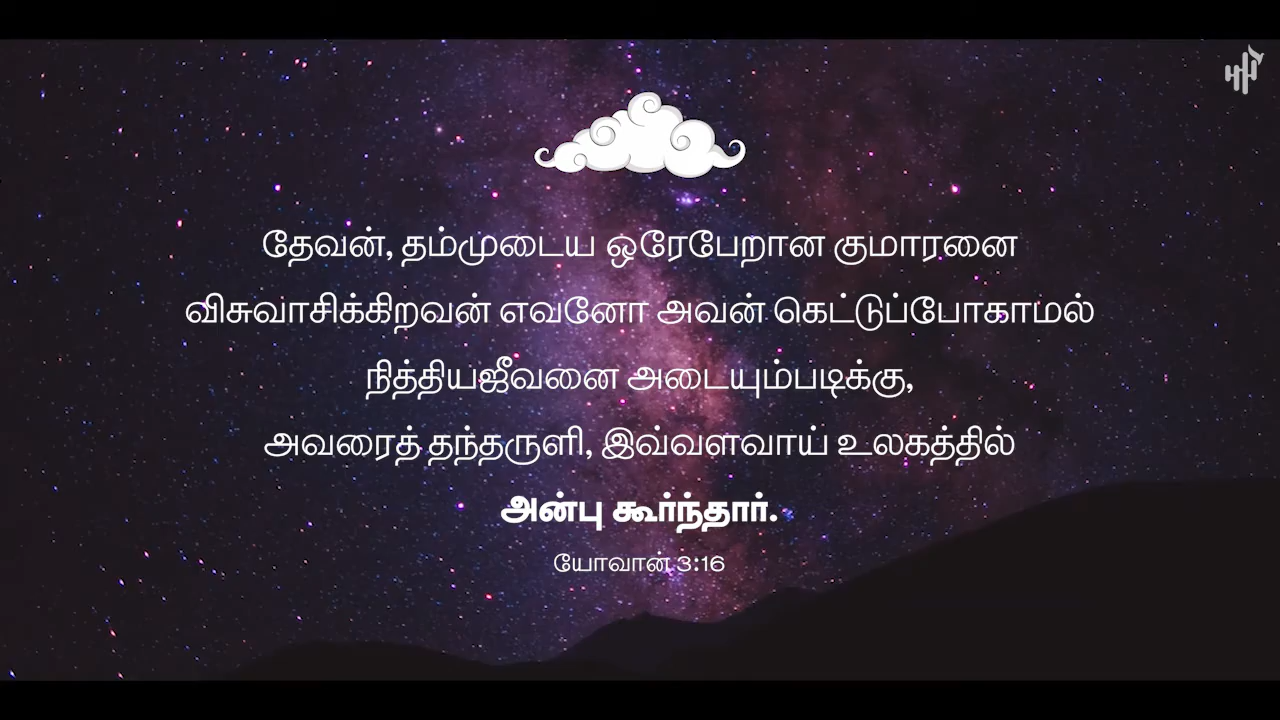 தேவன், தம்முடைய ஒரேபேறான குமாரனை
விசுவாசிக்கிறவன் எவனோ அவன் கெட்டுப்போகாமல்
நித்தியஜீவனை அடையும்படிக்கு,
அவரைத் தந்தருளி, இவ்வளவாய் உலகத்தில்
அன்பு கூர்ந்தார்.
யோவான் 3:16